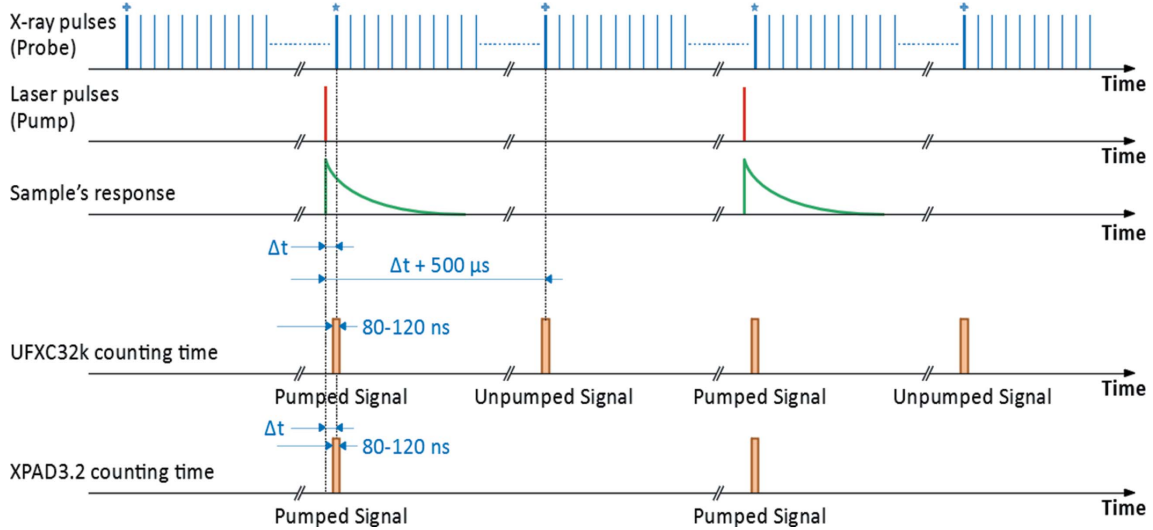 X-ray pulses
(Probe)
Time
Laser pulses
(Pump)
Time
Sample's response
Time
Δt
Δt + 500 µs
80-120 ns
UFXC32k counting time
Time
Pumped Signal Unpumped Signal Pumped Signal Unpumped Signal
Δt
80-120 ns
XPAD3.2 counting time
Time
Pumped Signal Pumped Signal